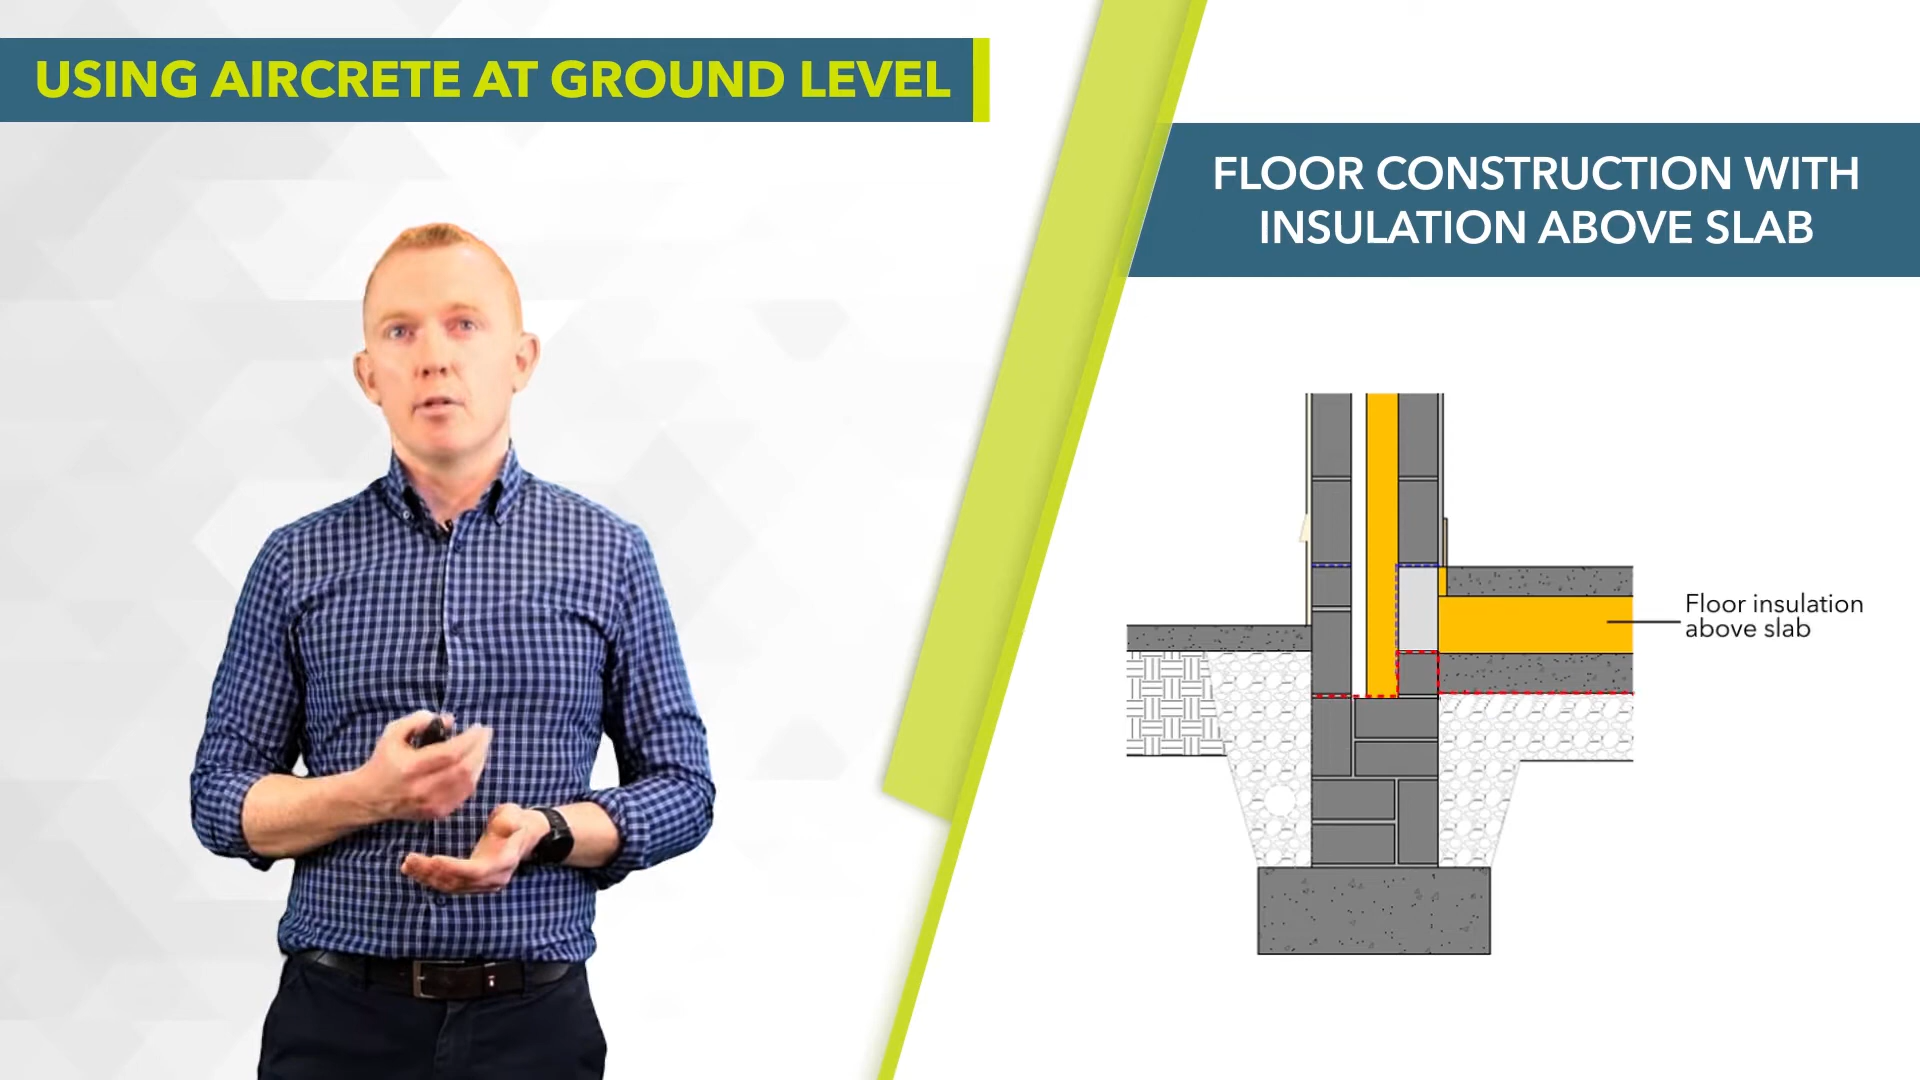 USING AIRCRETE AT GROUND LEVEL
FLOOR CONSTRUCTION WITH
INSULATION ABOVE SLAB
Floor insulation
above slab